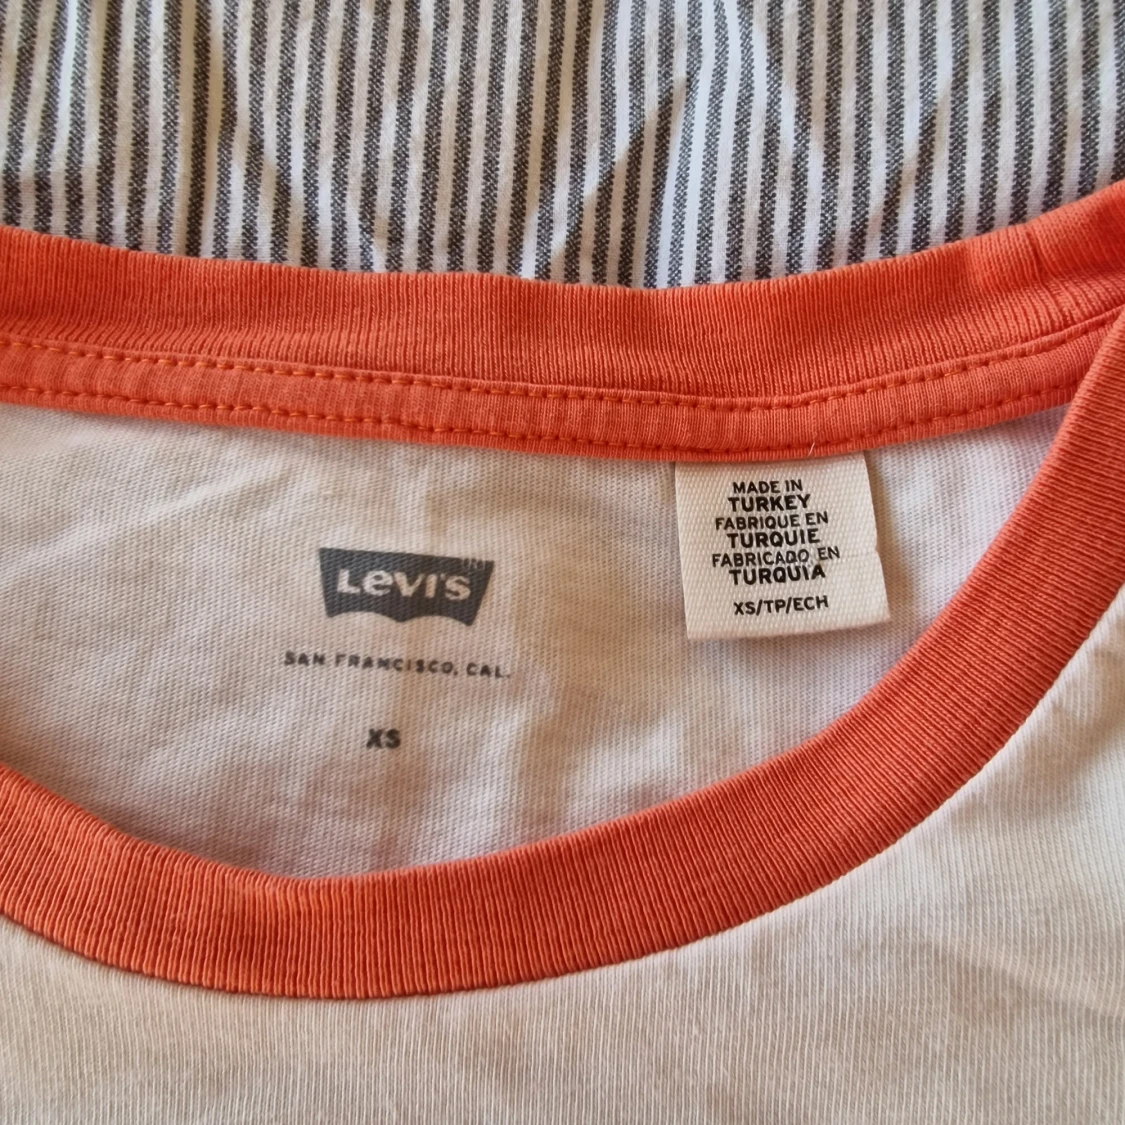 LEVI'S
SAN FRANCISCO, CAL.
XS
MADE IN
TURKEY
FABRIQUE EN
TURQUIE
FABRICADO EN
TURQUIA
XS/TP/ECH